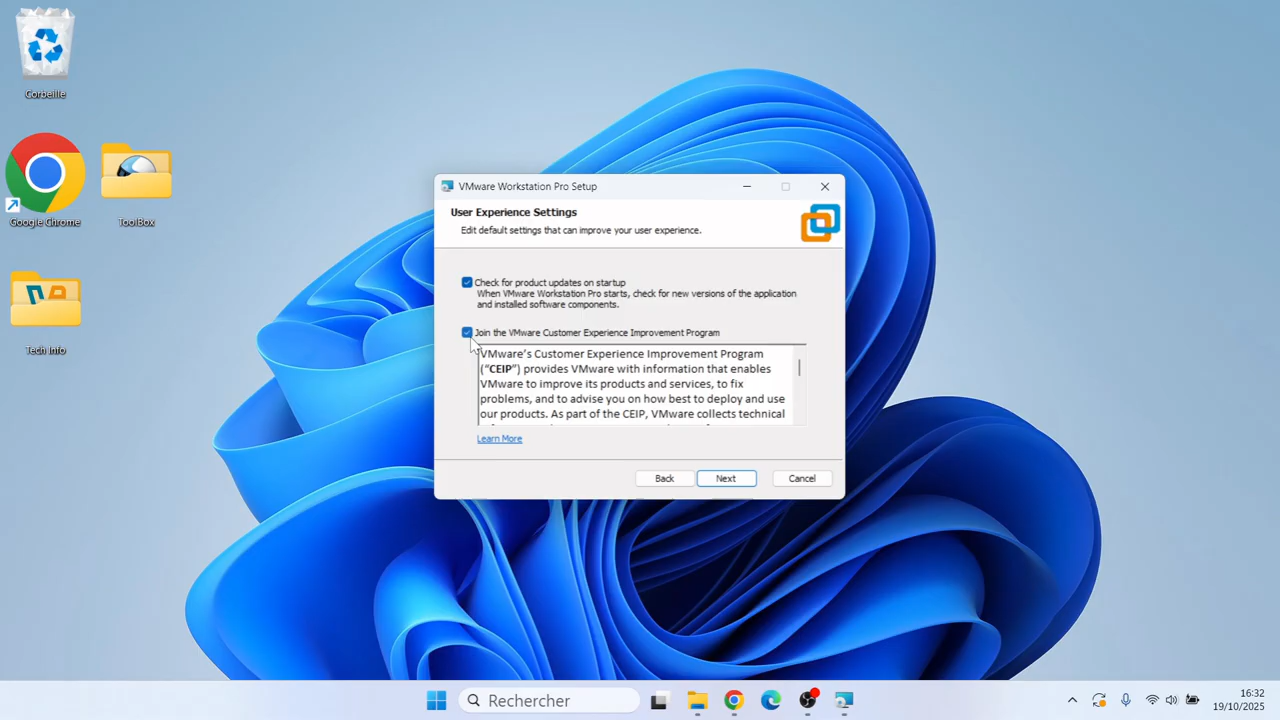 Corbeille
Google Chrome
ToolBox
Tech Info
VMware Workstation Pro Setup
User Experience Settings
Edit default settings that can improve your user experience.
Check for product updates on startup
When VMware Workstation Pro starts, check for new versions of the application
and installed software components.
Join the VMware Customer Experience Improvement Program
VMware's Customer Experience Improvement Program
("CEIP") provides VMware with information that enables
VMware to improve its products and services, to fix
problems, and to advise you on how best to deploy and use
our products. As part of the CEIP, VMware collects technical
Learn More
Back
Next
Cancel
Rechercher
16:32
19/10/2025